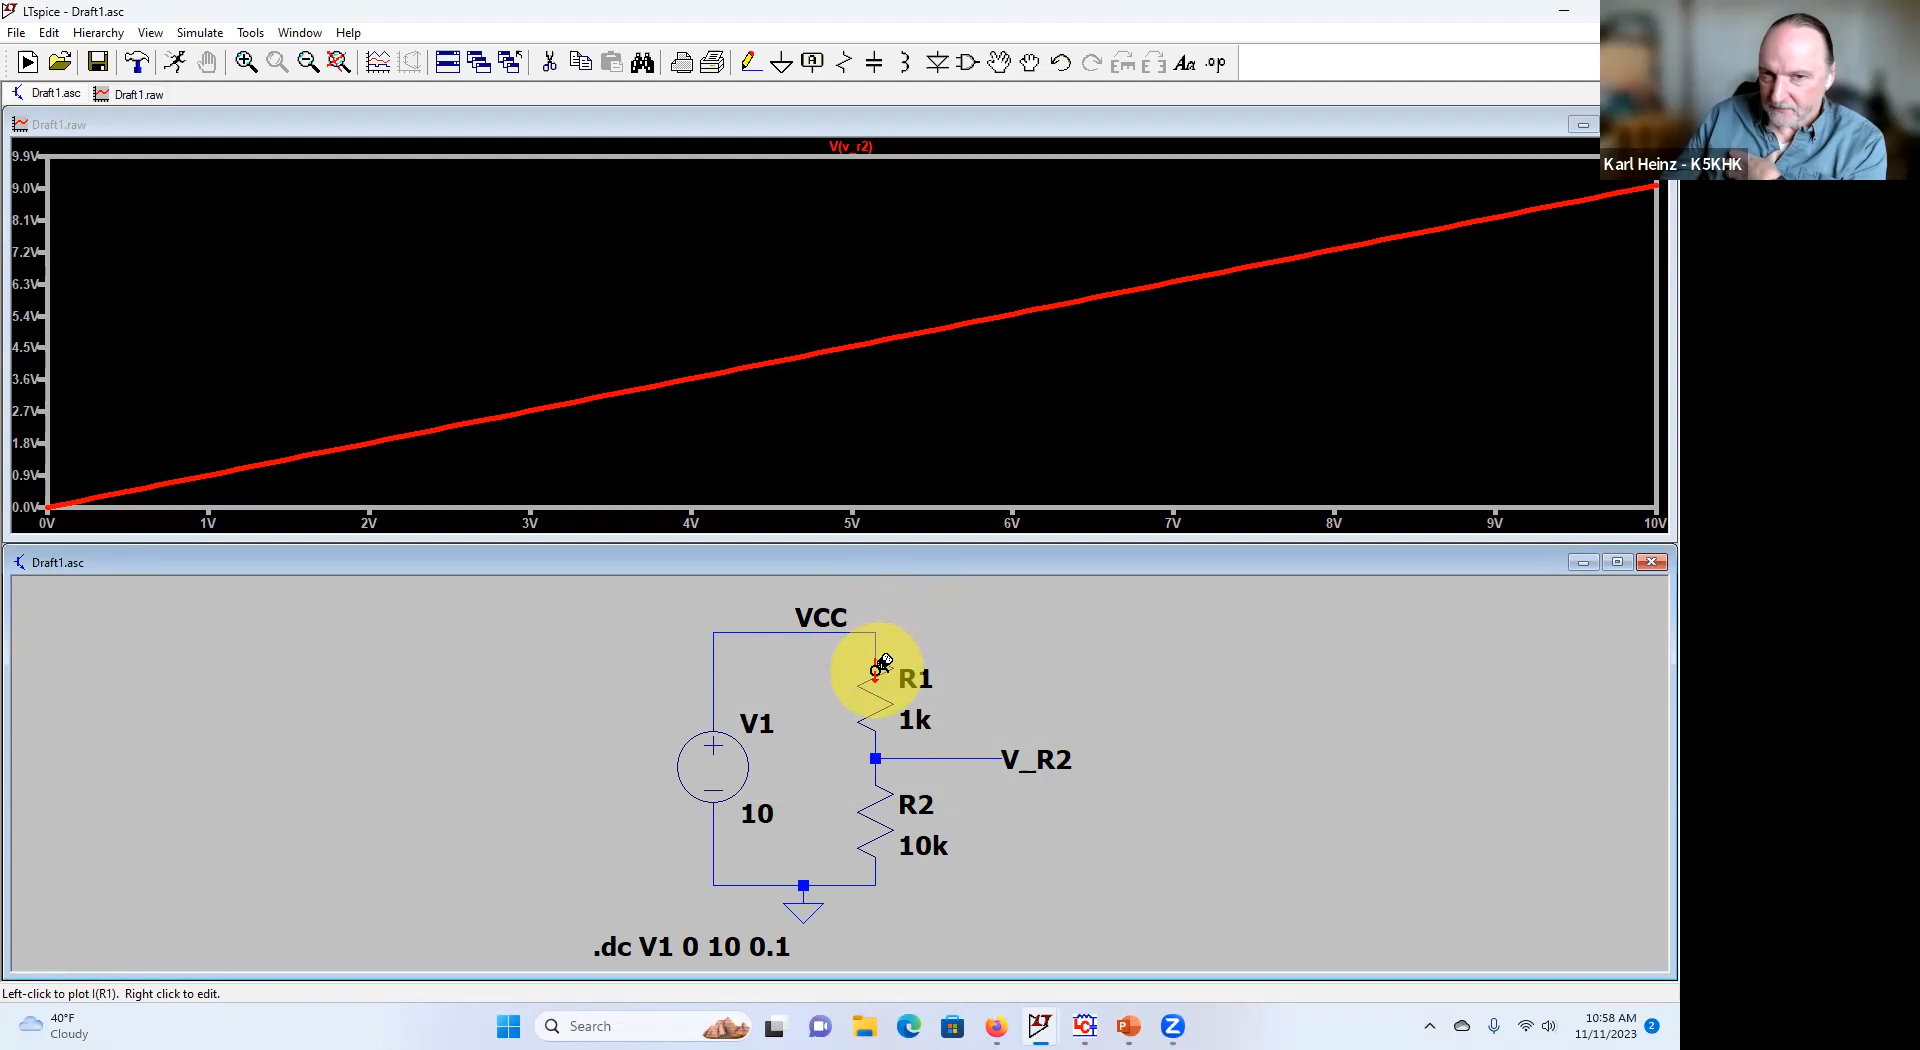 LTspice - Draft1.asc
File Edit Hierarchy View Simulate Tools Window Help
.op
Draft1.asc Draft1.raw
Draft1.raw
V(v_r2)
9.9V
9.0V
8.1V
7.2V
6.3V
5.4V
4.5V
3.6V
2.7V
1.8V
0.9V
0.0V
0V 1V 2V 3V 4V 5V 6V 7V 8V 9V 10V
Karl Heinz - K5KHK
Draft1.asc
VCC
R1
1k
V1
V_R2
R2
10
10k
.dc V1 0 10 0.1
Left-click to plot I(R1). Right click to edit.
40°F
Cloudy
Search
10:58 AM
11/11/2023
2